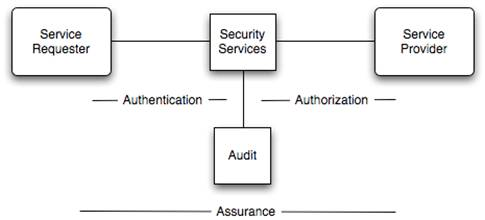 Service
Requester
Security
Services
Service
Provider
Authentication
Authorization
Audit
Assurance